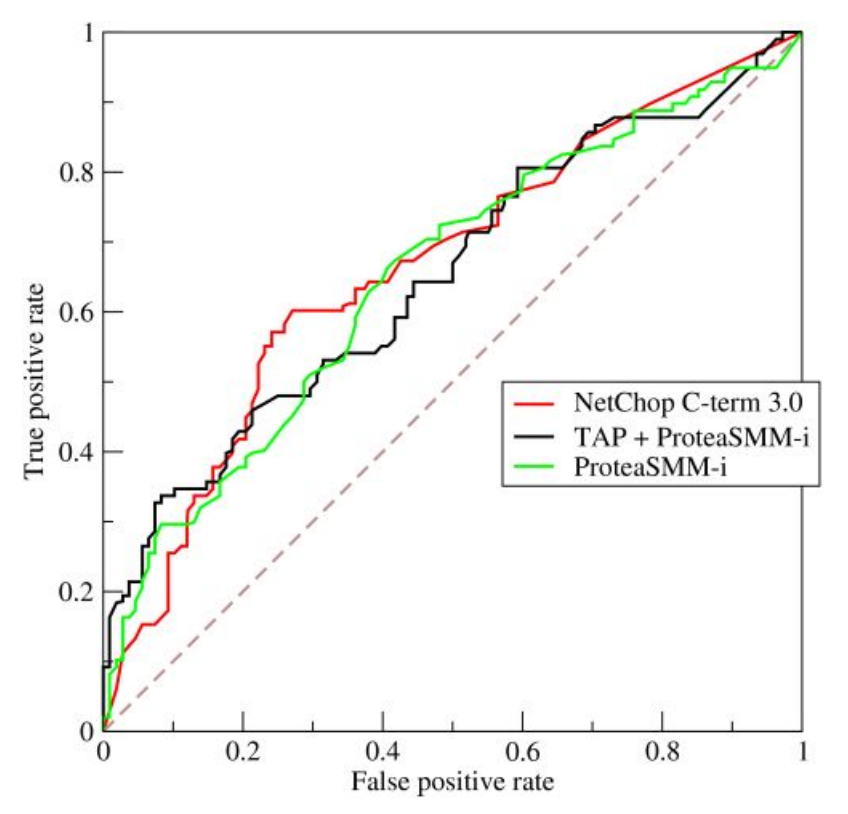 1
0.8
0.6
0.4
0.2
0
True positive rate
NetChop C-term 3.0
TAP + ProteaSMM-i
ProteaSMM-i
0 0.2 0.4 0.6 0.8 1
False positive rate